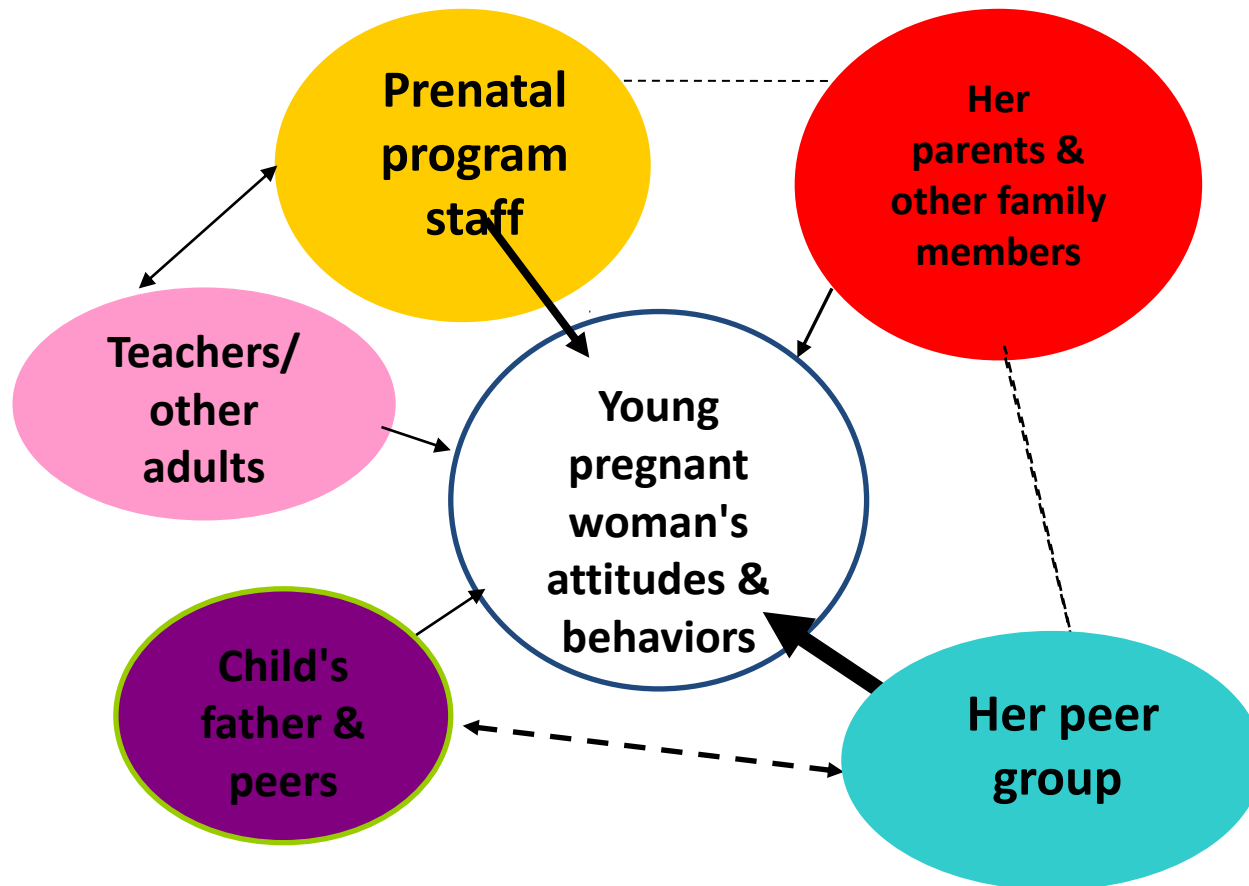 Prenatal
program
staff
Her
parents &
other family
members
Teachers/
other
adults
Young
pregnant
woman's
attitudes &
behaviors
Child's
father &
peers
Her peer
group